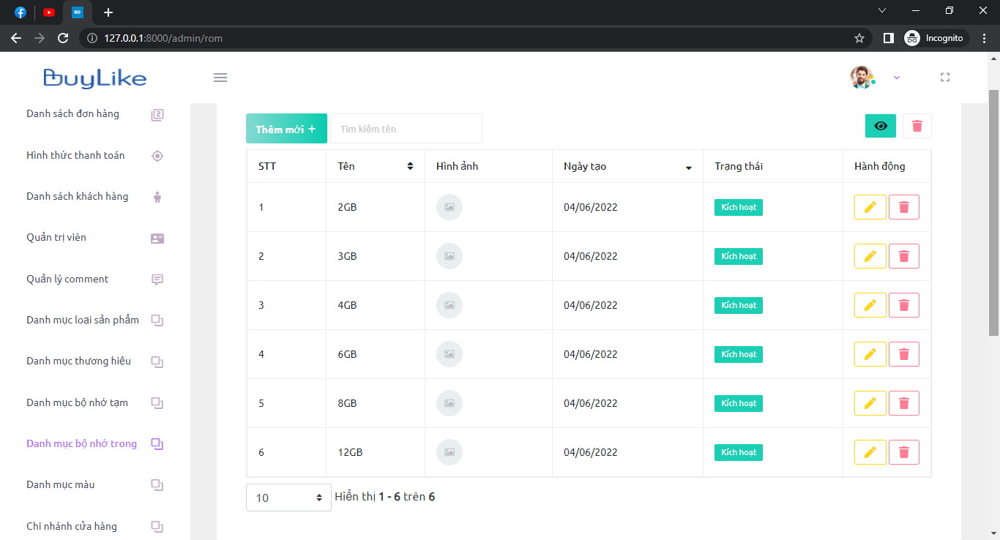 BD
127.0.0.1:8000/admin/rom
Incognito
BuyLike
Danh sách đơn hàng
Hình thức thanh toán
Danh sách khách hàng
Quản trị viên
Quản lý comment
Danh mục loại sản phẩm
Danh mục thương hiệu
Danh mục bộ nhớ tạm
Danh mục bộ nhớ trong
Danh mục màu
Chi nhánh cửa hàng
Thêm mới +
Tìm kiếm tên
STT Tên Hình ảnh Ngày tạo Trạng thái Hành động
1 2GB 04/06/2022 Kích hoạt
2 3GB 04/06/2022 Kích hoạt
3 4GB 04/06/2022 Kích hoạt
4 6GB 04/06/2022 Kích hoạt
5 8GB 04/06/2022 Kích hoạt
6 12GB 04/06/2022 Kích hoạt
10 Hiển thị 1 - 6 trên 6